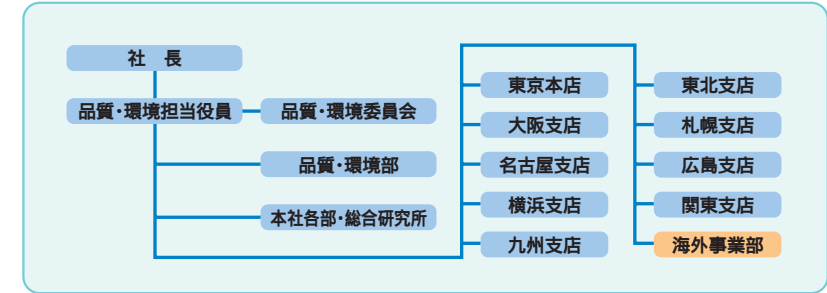 社　長
品質・環境担当役員
品質・環境委員会
品質・環境部
本社各部・総合研究所
東京本店
大阪支店
名古屋支店
横浜支店
九州支店
東北支店
札幌支店
広島支店
関東支店
海外事業部